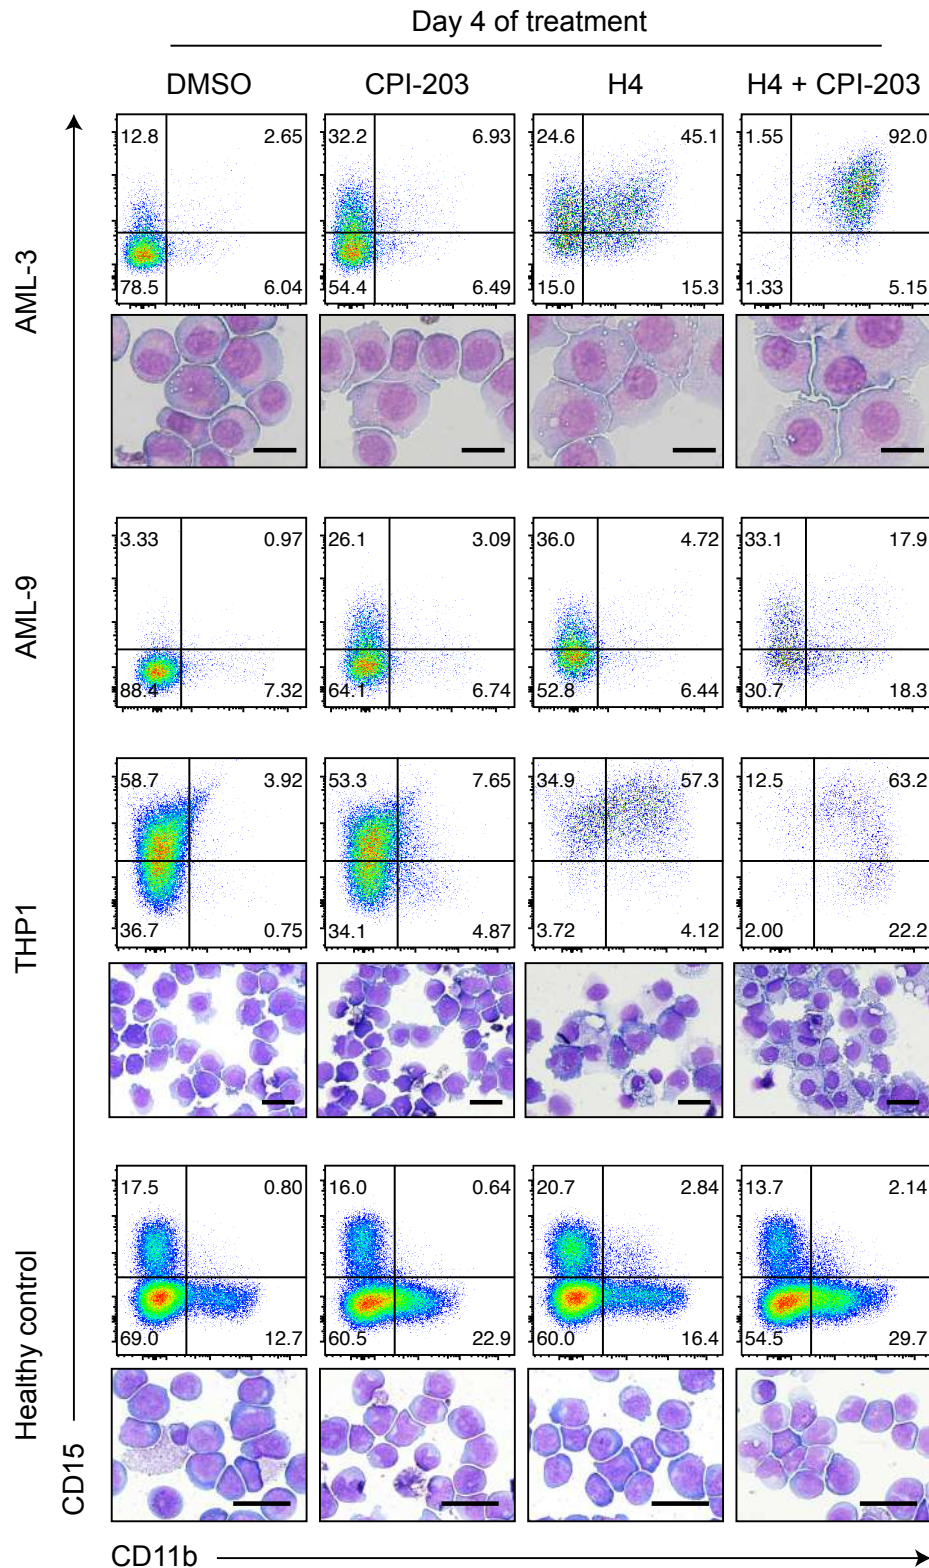 Day 4 of treatment
DMSO CPI-203 H4 H4 + CPI-203
AML-3
12.8 2.65 32.2 6.93 24.6 45.1 1.55 92.0
78.5 6.04 54.4 6.49 15.0 15.3 1.33 5.15
AML-9
3.33 0.97 26.1 3.09 36.0 4.72 33.1 17.9
88.4 7.32 64.1 6.74 52.8 6.44 30.7 18.3
THP1
58.7 3.92 53.3 7.65 34.9 57.3 12.5 63.2
36.7 0.75 34.1 4.87 3.72 4.12 2.00 22.2
Healthy control
17.5 0.80 16.0 0.64 20.7 2.84 13.7 2.14
69.0 12.7 60.5 22.9 60.0 16.4 54.5 29.7
CD15
CD11b